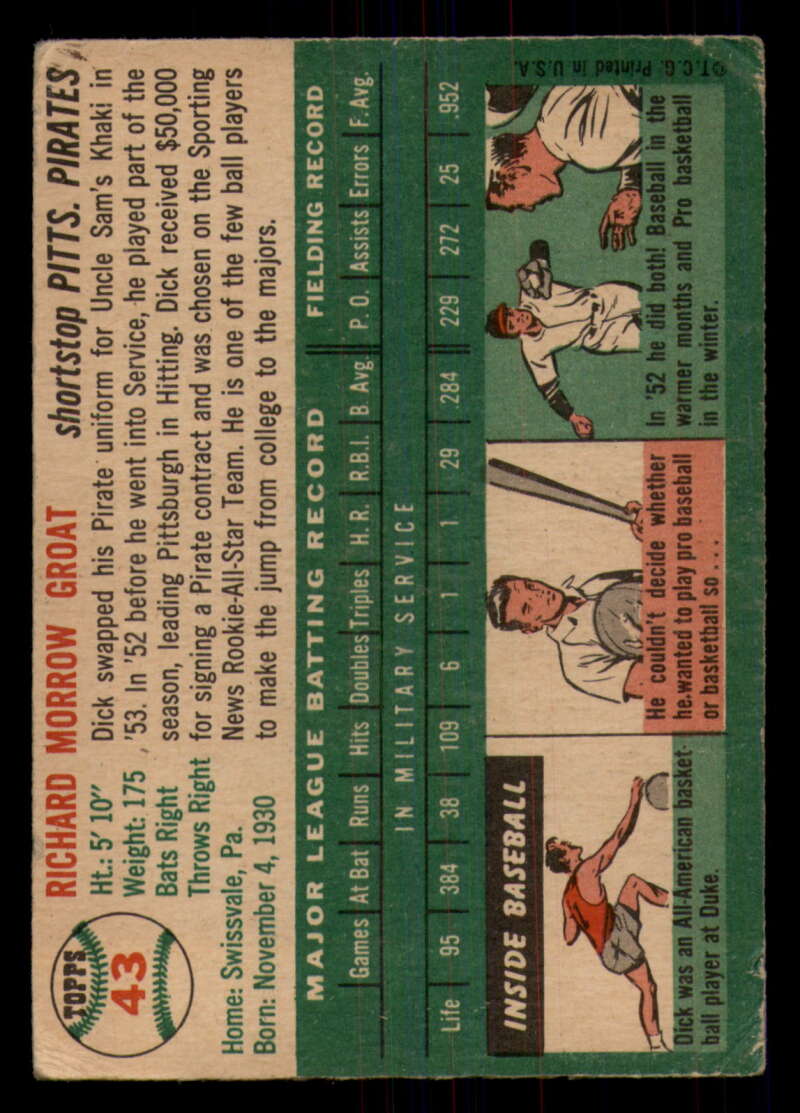 TOPPS
43
RICHARD MORROW GROAT
shortstop PITTS. PIRATES
Ht.: 5' 10"
Weight: 175
Bats Right
Throws Right
Home: Swissvale, Pa.
Born: November 4, 1930
Dick swapped his Pirate uniform for Uncle Sam's Khaki in
'53. In '52 before he went into Service, he played part of the
season, leading Pittsburgh in Hitting. Dick received $50,000
for signing a Pirate contract and was chosen on the Sporting
News Rookie-All-Star Team. He is one of the few ball players
to make the jump from college to the majors.
MAJOR LEAGUE BATTING RECORD FIELDING RECORD
Games At Bat Runs Hits Doubles Triples H. R. R.B.I. B. Avg. P. O. Assists Errors F. Avg.
IN MILITARY SERVICE
Life 95 384 38 109 6 1 1 29 .284 229 272 25 .952
INSIDE BASEBALL
Dick was an All-American basket-
ball player at Duke.
He couldn't decide whether
he wanted to play pro baseball
or basketball so . . .
In '52 he did both! Baseball in the
warmer months and Pro basketball
in the winter.
©T.C.G. Printed in U.S.A.